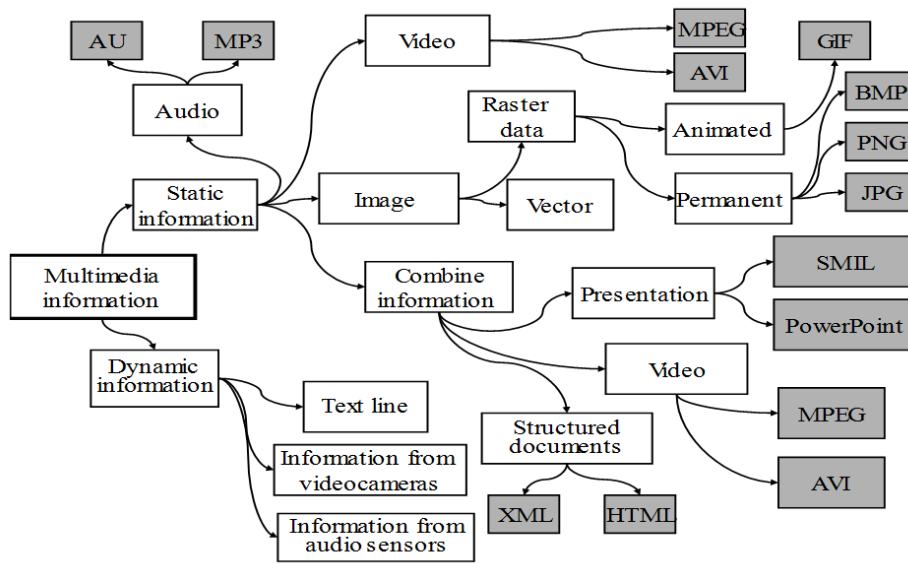 AU
MP3
Video
MPEG
GIF
AVI
Audio
Raster
data
Animated
BMP
PNG
Static
information
Image
Vector
Permanent
JPG
Multimedia
information
Combine
information
Presentation
SMIL
PowerPoint
Dynamic
information
Text line
Video
MPEG
Structured
documents
Information from
videocameras
AVI
XML
HTML
Information from
audio sensors